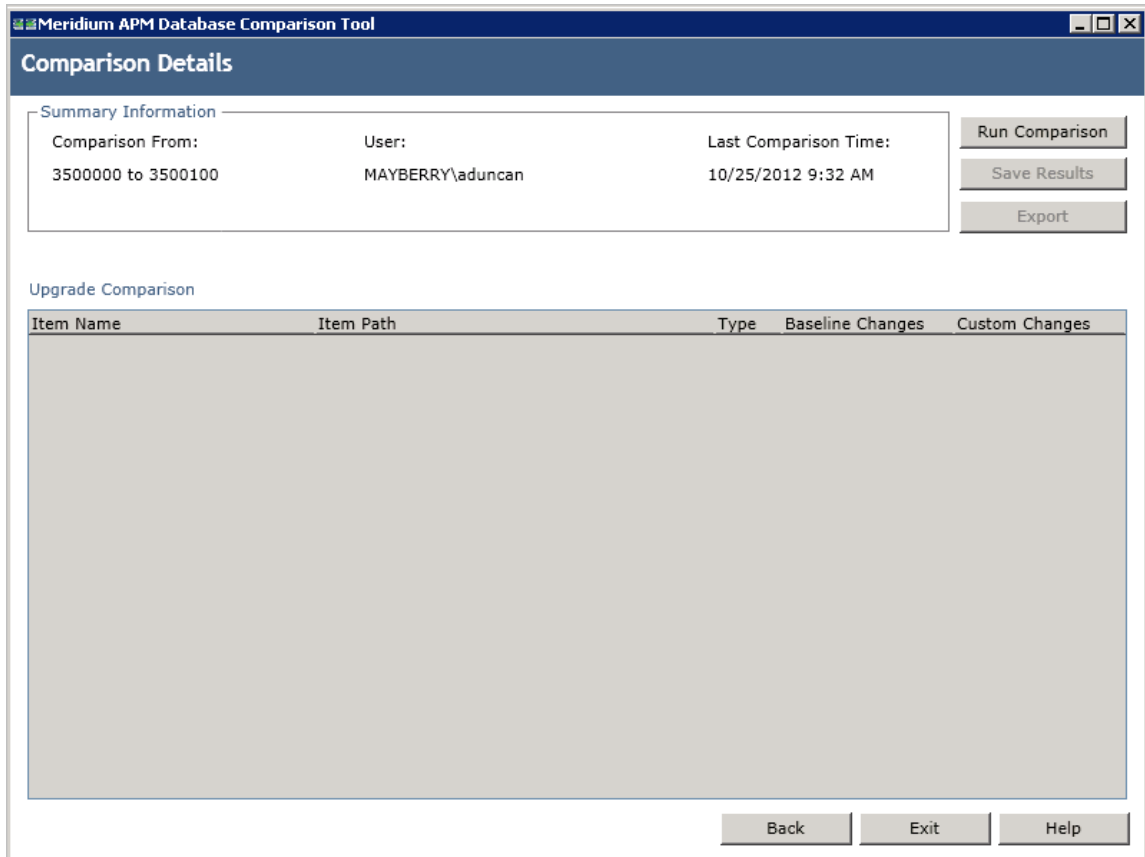 Meridium APM Database Comparison Tool
Comparison Details
Summary Information
Comparison From: User: Last Comparison Time:
3500000 to 3500100 MAYBERRY\aduncan 10/25/2012 9:32 AM
Run Comparison
Save Results
Export
Upgrade Comparison
Item Name Item Path Type Baseline Changes Custom Changes
Back Exit Help